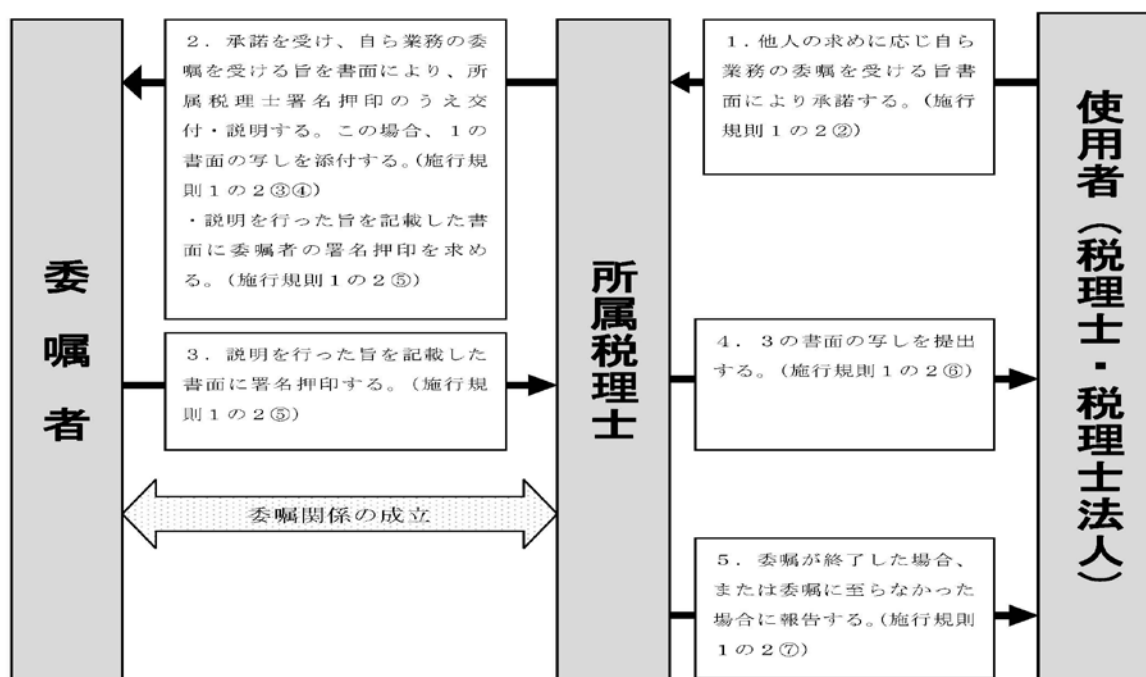 委嘱者
2．承諾を受け、自ら業務の委
嘱を受ける旨を書面により、所
属税理士署名押印のうえ交
付・説明する。この場合、1の
書面の写しを添付する。(施行規
則1の2③④)
・説明を行った旨を記載した書
面に委嘱者の署名押印を求め
る。(施行規則1の2⑤)
3．説明を行った旨を記載した
書面に署名押印する。（施行規
則1の2⑤）
委嘱関係の成立
所属税理士
1．他人の求めに応じ自ら
業務の委嘱を受ける旨書
面により承諾する。(施行
規則1の2②)
4．3の書面の写しを提出
する。(施行規則1の2⑥)
5．委嘱が終了した場合、
または委嘱に至らなかった
場合に報告する。(施行規則
1の2⑦)
使用者（税理士・税理士法人）